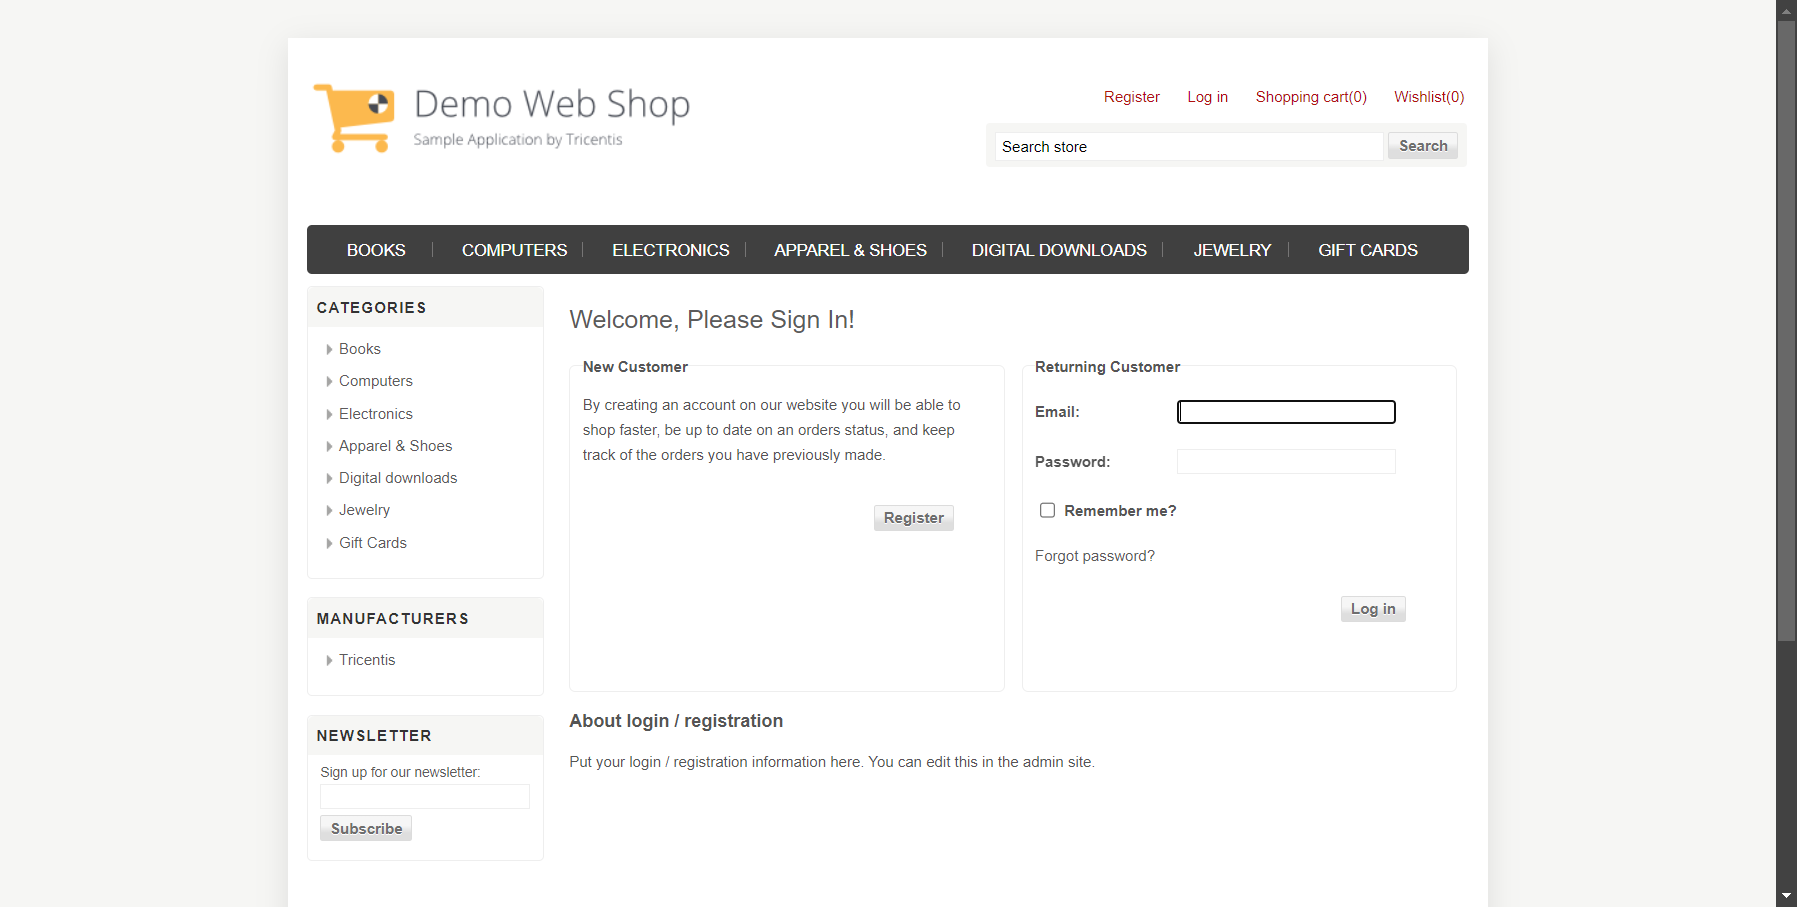 Demo Web Shop
Sample Application by Tricentis
Register Log in Shopping cart(0) Wishlist(0)
Search store Search
BOOKS COMPUTERS ELECTRONICS APPAREL & SHOES DIGITAL DOWNLOADS JEWELRY GIFT CARDS
CATEGORIES
Books
Computers
Electronics
Apparel & Shoes
Digital downloads
Jewelry
Gift Cards
MANUFACTURERS
Tricentis
NEWSLETTER
Sign up for our newsletter:
Subscribe
Welcome, Please Sign In!
New Customer
By creating an account on our website you will be able to
shop faster, be up to date on an orders status, and keep
track of the orders you have previously made.
Register
Returning Customer
Email:
Password:
Remember me?
Forgot password?
Log in
About login / registration
Put your login / registration information here. You can edit this in the admin site.